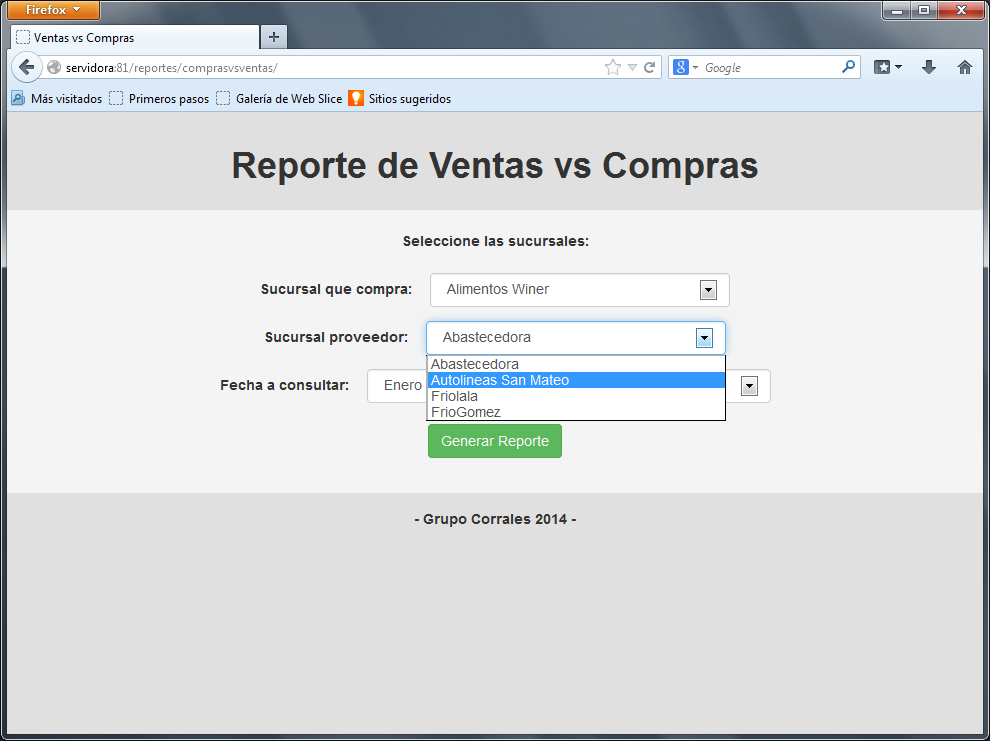 Firefox
Ventas vs Compras
servidora:81/reportes/comprasvsventas/
Google
Más visitados Primeros pasos Galería de Web Slice Sitios sugeridos
Reporte de Ventas vs Compras
Seleccione las sucursales:
Sucursal que compra: Alimentos Winer
Sucursal proveedor: Abastecedora
Abastecedora
Autolineas San Mateo
Friolala
FrioGomez
Fecha a consultar: Enero
Generar Reporte
- Grupo Corrales 2014 -